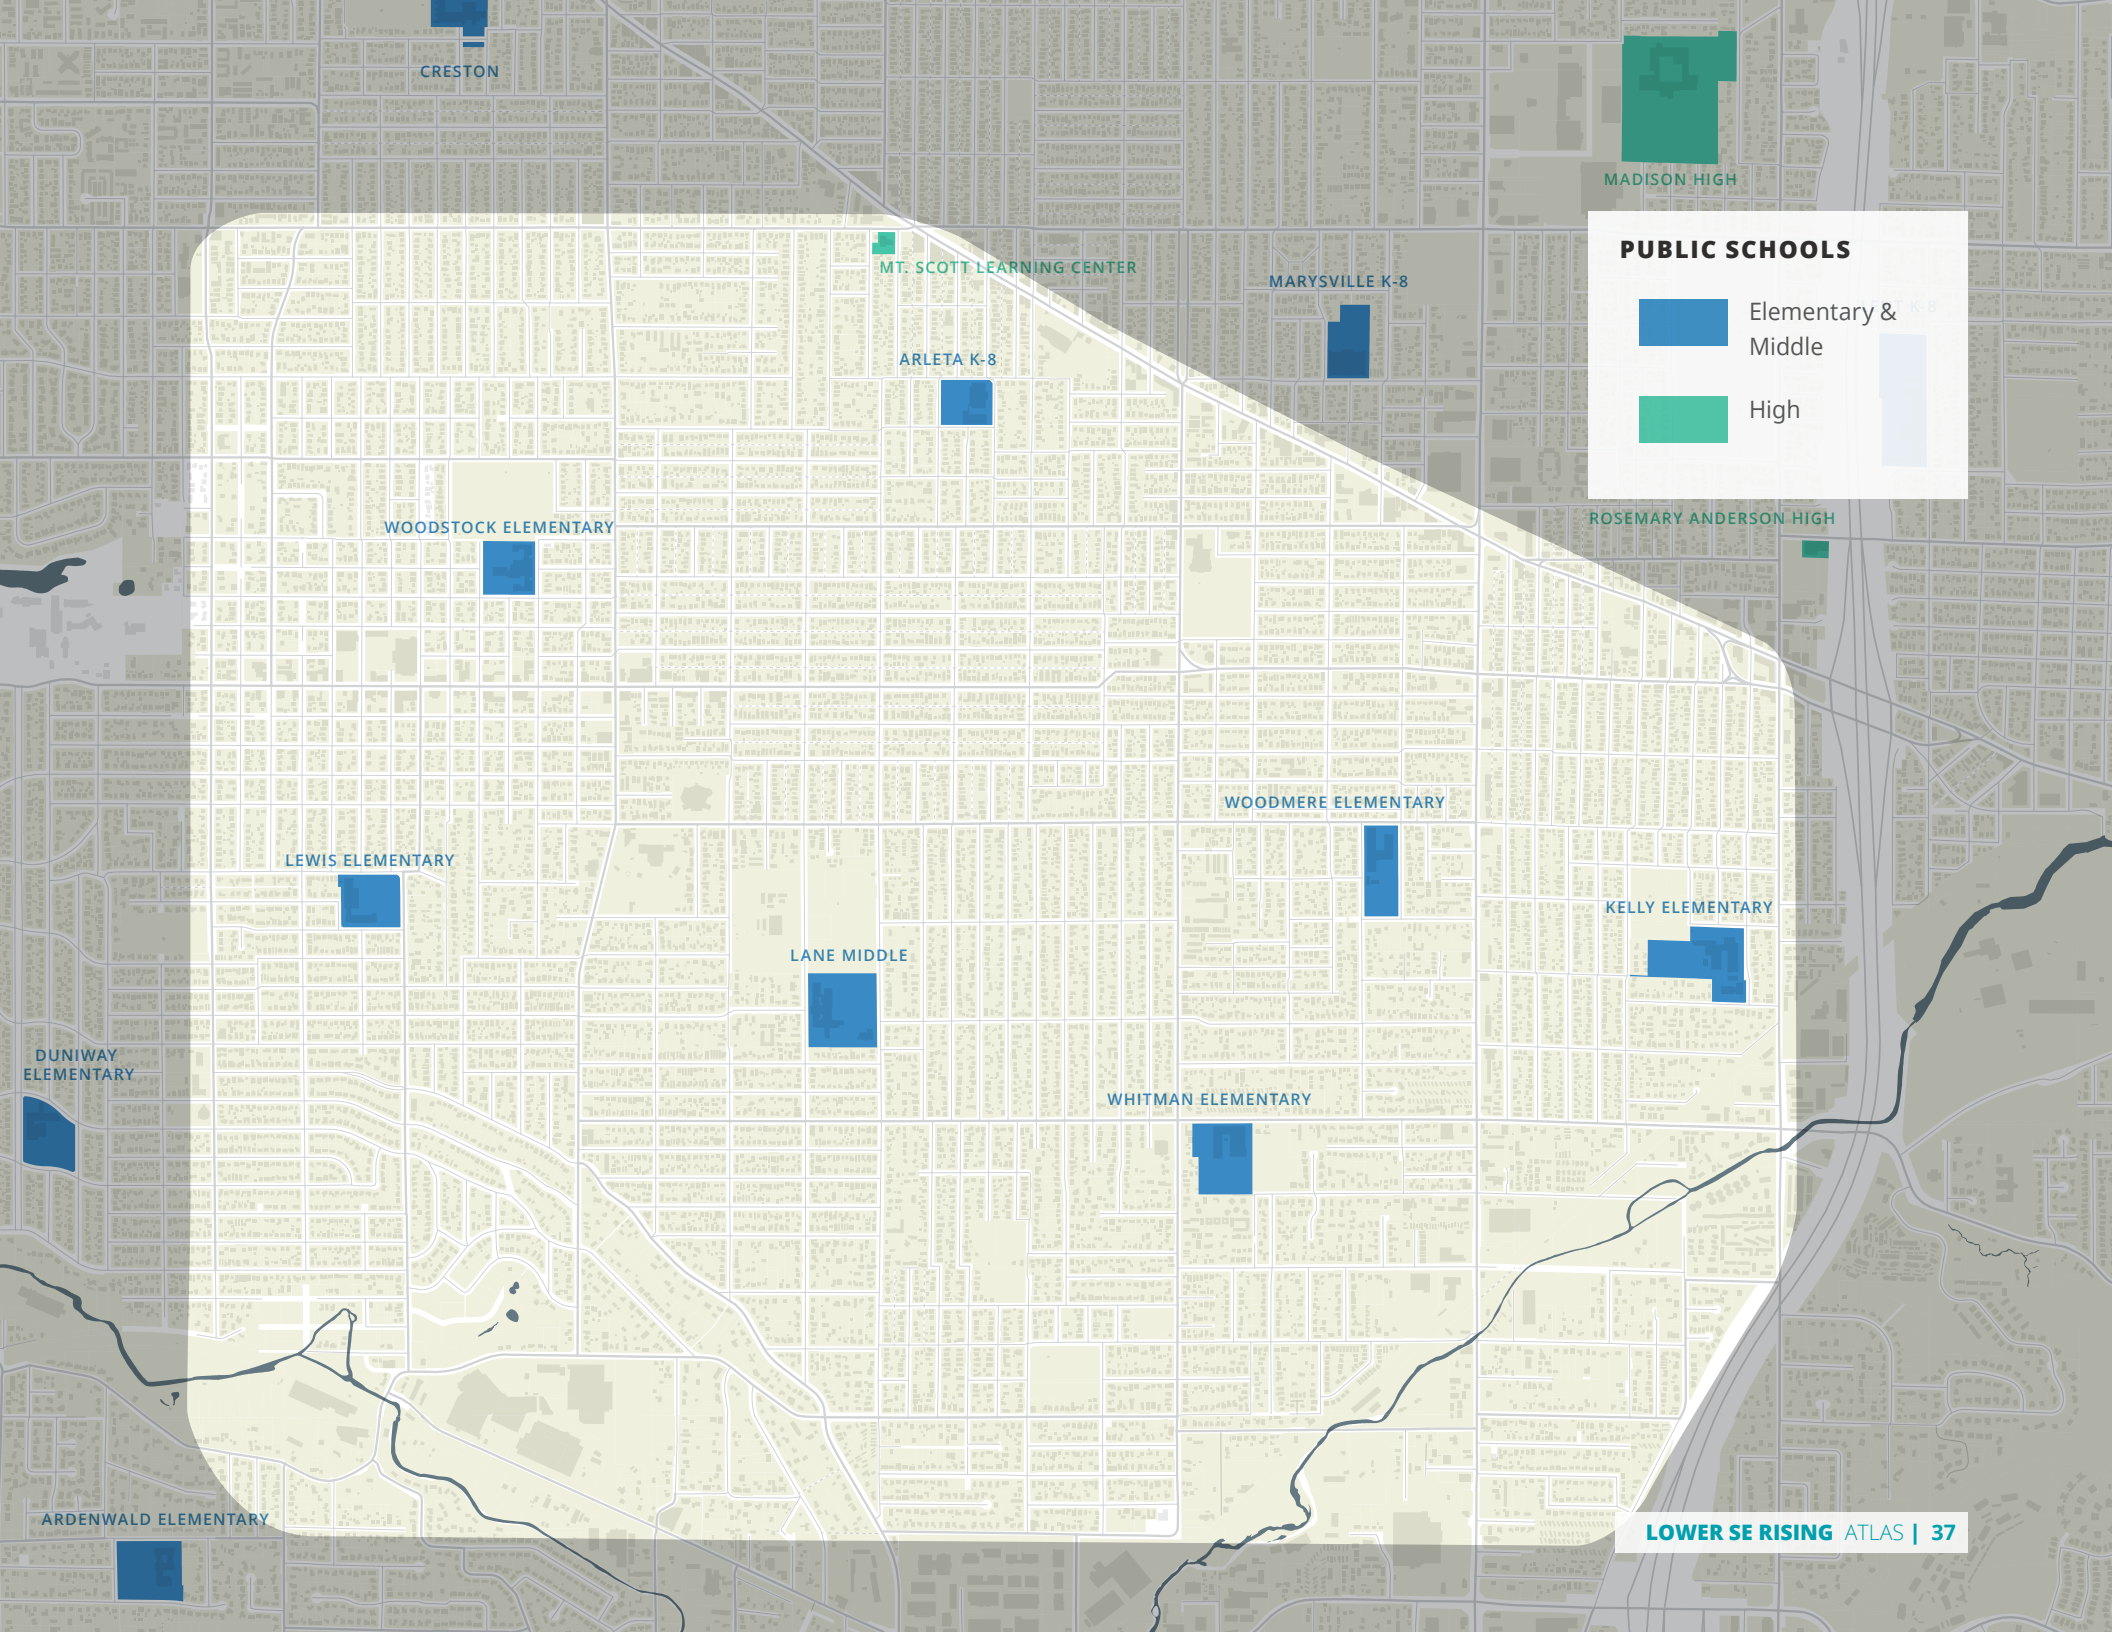 CRESTON
MADISON HIGH
PUBLIC SCHOOLS
Elementary &
Middle
High
MT. SCOTT LEARNING CENTER
MARYSVILLE K-8
ARLETA K-8
ROSEMARY ANDERSON HIGH
WOODSTOCK ELEMENTARY
WOODMERE ELEMENTARY
LEWIS ELEMENTARY
KELLY ELEMENTARY
LANE MIDDLE
DUNIWAY
ELEMENTARY
WHITMAN ELEMENTARY
ARDENWALD ELEMENTARY
LOWER SE RISING ATLAS | 37